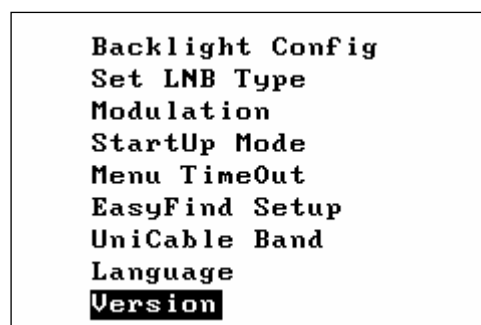 Backlight Config
Set LNB Type
Modulation
StartUp Mode
Menu TimeOut
EasyFind Setup
UniCable Band
Language
Version